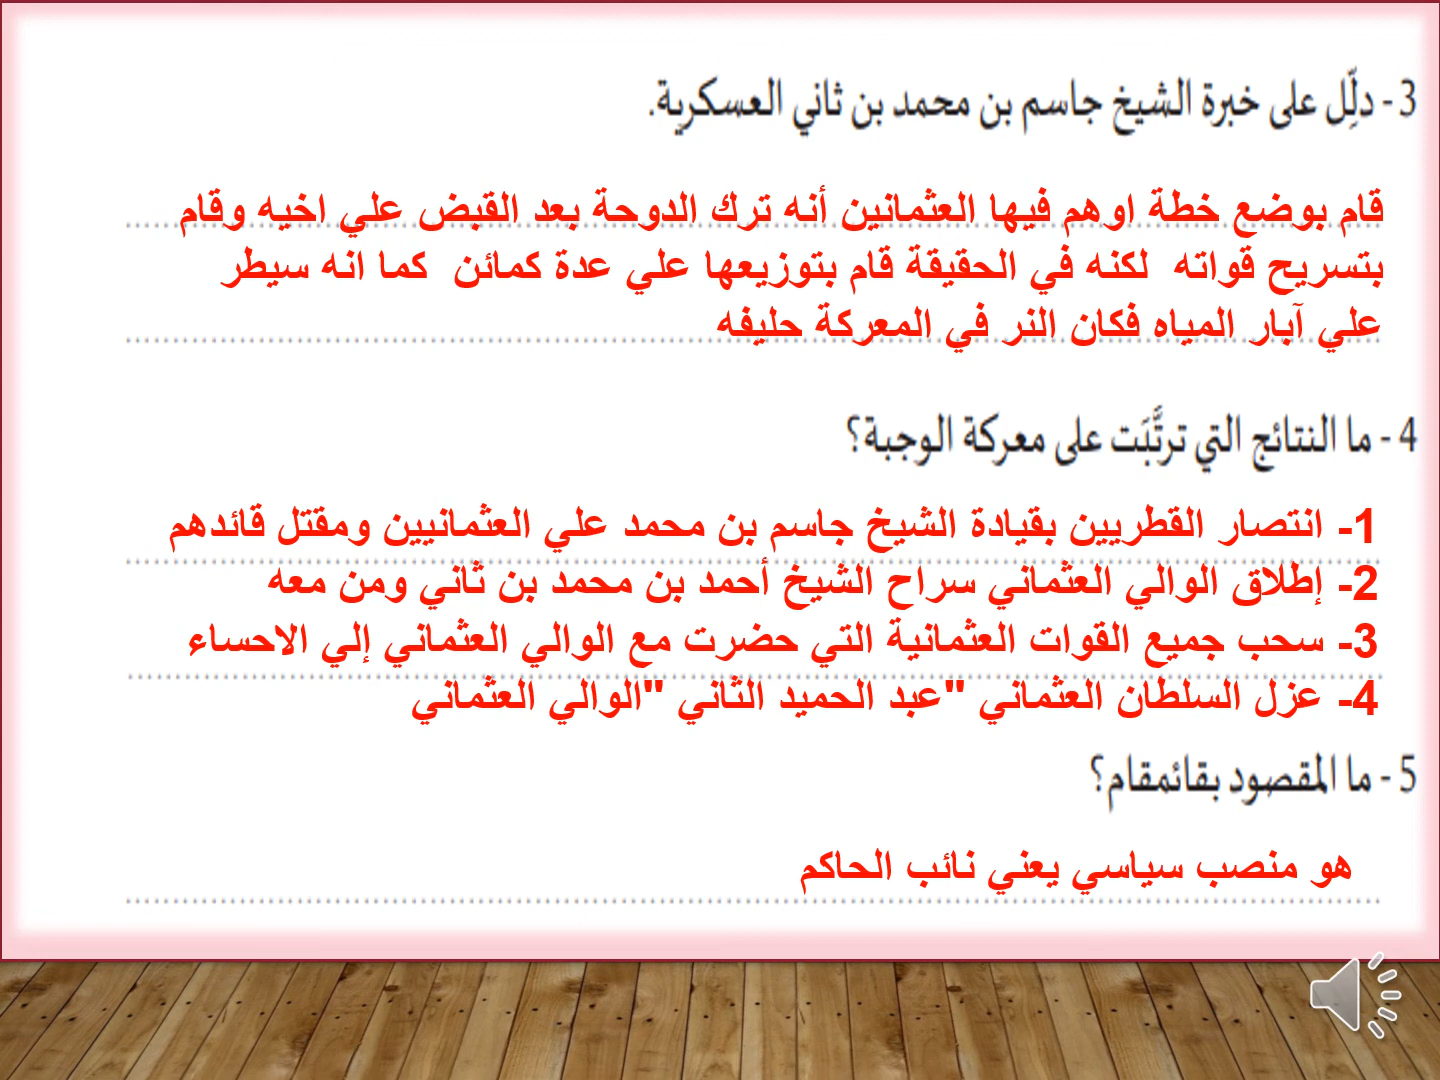 3 - دلِّل على خبرة الشيخ جاسم بن محمد بن ثاني العسكرية.
قام بوضع خطة اوهم فيها العثمانين أنه ترك الدوحة بعد القبض علي اخيه وقام
بتسريح قواته لكنه في الحقيقة قام بتوزيعها علي عدة كمائن كما انه سيطر
علي آبار المياه فكان النر في المعركة حليفه
4 - ما النتائج التي ترتَّبَت على معركة الوجبة؟
1- انتصار القطريين بقيادة الشيخ جاسم بن محمد علي العثمانيين ومقتل قائدهم
2- إطلاق الوالي العثماني سراح الشيخ أحمد بن محمد بن ثاني ومن معه
3- سحب جميع القوات العثمانية التي حضرت مع الوالي العثماني إلي الاحساء
4- عزل السلطان العثماني "عبد الحميد الثاني "الوالي العثماني
5 - ما المقصود بقائمقام؟
هو منصب سياسي يعني نائب الحاكم